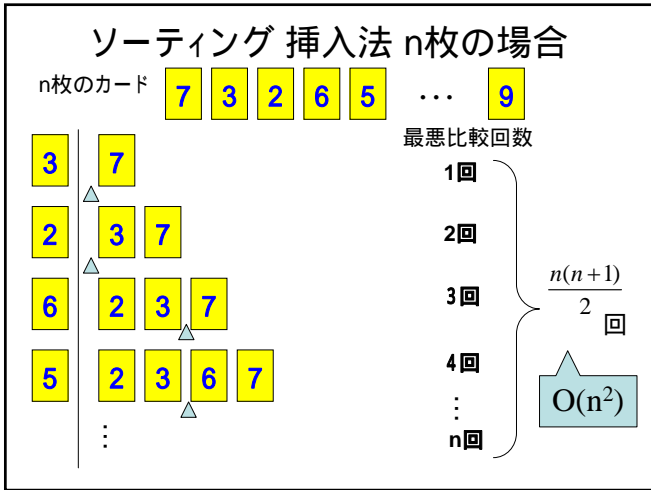 ソーティング 挿入法 n枚の場合
n枚のカード 7 3 2 6 5 … 9
最悪比較回数
3 7 1回
2 3 7 2回
6 2 3 7 3回
5 2 3 6 7 4回
⋮ ⋮
n回
n(n+1)
2 回
O(n²)